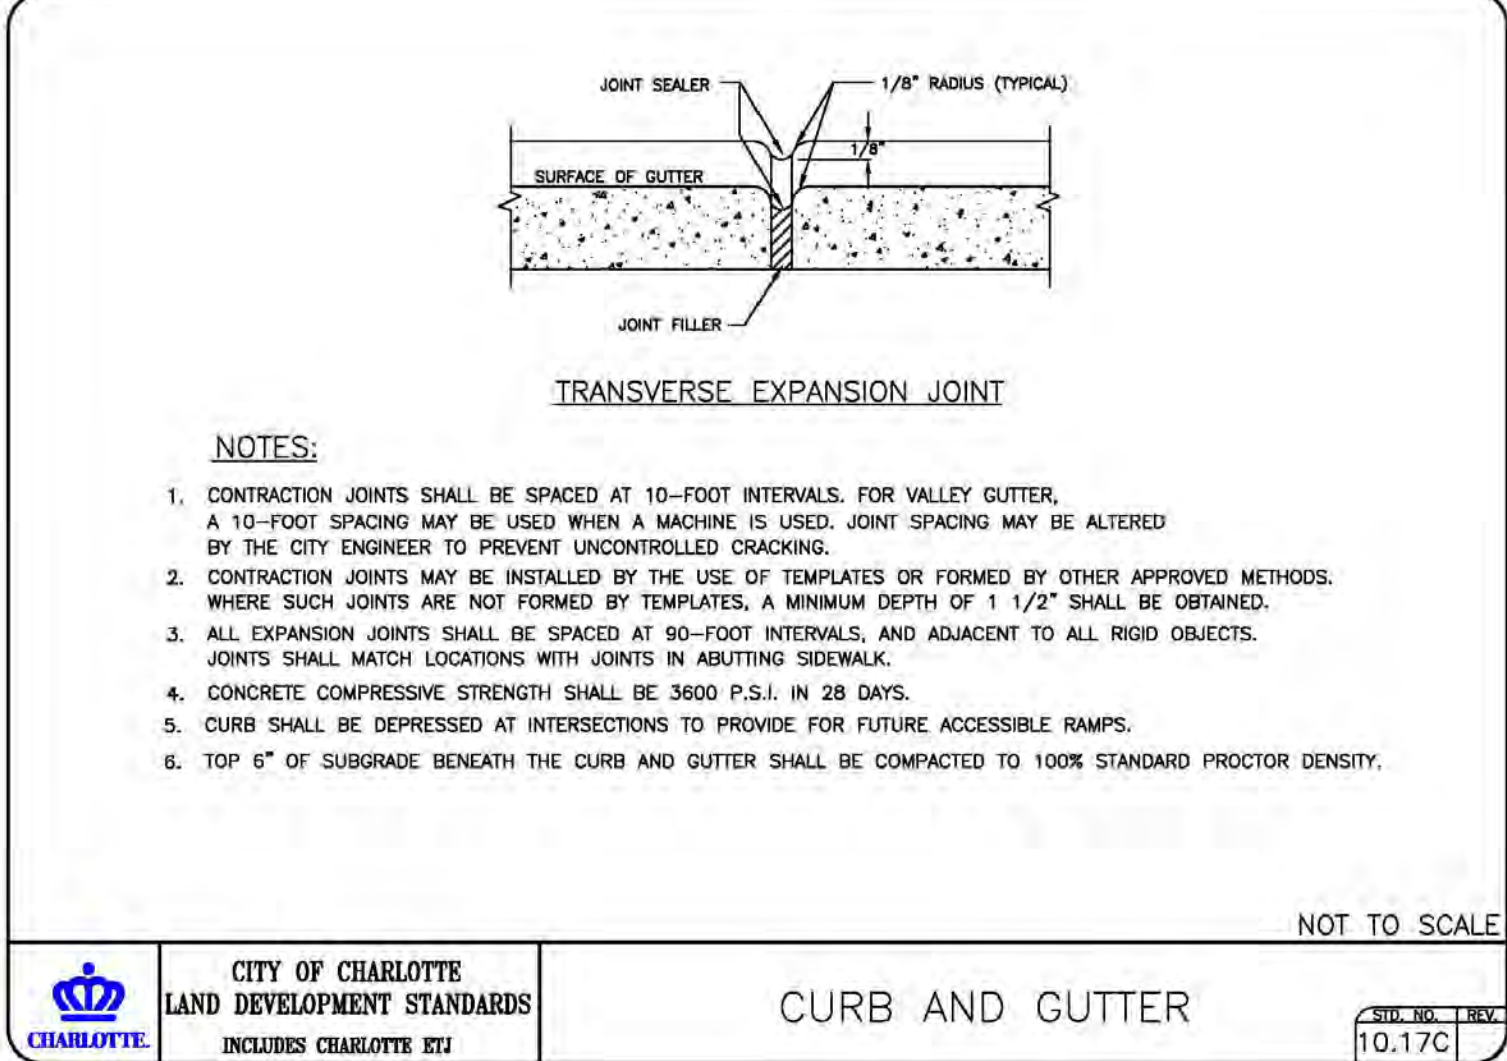 JOINT SEALER
1/8" RADIUS (TYPICAL)
1/8"
SURFACE OF GUTTER
JOINT FILLER
TRANSVERSE EXPANSION JOINT
NOTES:
1. CONTRACTION JOINTS SHALL BE SPACED AT 10-FOOT INTERVALS. FOR VALLEY GUTTER,
A 10-FOOT SPACING MAY BE USED WHEN A MACHINE IS USED. JOINT SPACING MAY BE ALTERED
BY THE CITY ENGINEER TO PREVENT UNCONTROLLED CRACKING.
2. CONTRACTION JOINTS MAY BE INSTALLED BY THE USE OF TEMPLATES OR FORMED BY OTHER APPROVED METHODS.
WHERE SUCH JOINTS ARE NOT FORMED BY TEMPLATES, A MINIMUM DEPTH OF 1 1/2" SHALL BE OBTAINED.
3. ALL EXPANSION JOINTS SHALL BE SPACED AT 90-FOOT INTERVALS, AND ADJACENT TO ALL RIGID OBJECTS.
JOINTS SHALL MATCH LOCATIONS WITH JOINTS IN ABUTTING SIDEWALK.
4. CONCRETE COMPRESSIVE STRENGTH SHALL BE 3600 P.S.I. IN 28 DAYS.
5. CURB SHALL BE DEPRESSED AT INTERSECTIONS TO PROVIDE FOR FUTURE ACCESSIBLE RAMPS.
6. TOP 6" OF SUBGRADE BENEATH THE CURB AND GUTTER SHALL BE COMPACTED TO 100% STANDARD PROCTOR DENSITY.
NOT TO SCALE
CHARLOTTE.
CITY OF CHARLOTTE
LAND DEVELOPMENT STANDARDS
INCLUDES CHARLOTTE ETJ
CURB AND GUTTER
STD. NO. REV.
10.17C